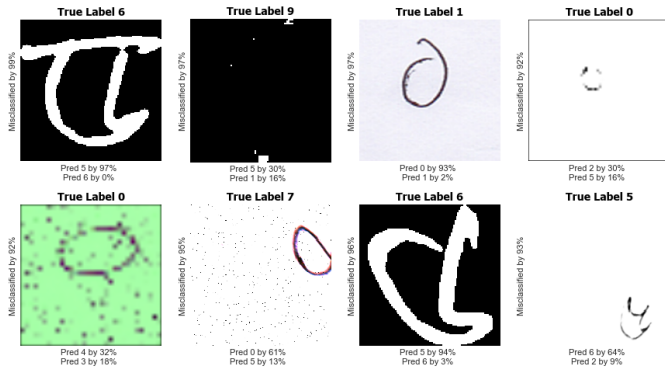 True Label 6
Misclassified by 99%
Pred 5 by 97%
Pred 6 by 0%
True Label 9
Misclassified by 97%
Pred 5 by 30%
Pred 1 by 16%
True Label 1
Misclassified by 97%
Pred 0 by 93%
Pred 1 by 2%
True Label 0
Misclassified by 92%
Pred 2 by 30%
Pred 5 by 16%
True Label 0
Misclassified by 92%
Pred 4 by 32%
Pred 3 by 18%
True Label 7
Misclassified by 95%
Pred 0 by 61%
Pred 5 by 13%
True Label 6
Misclassified by 96%
Pred 5 by 94%
Pred 6 by 3%
True Label 5
Misclassified by 93%
Pred 6 by 64%
Pred 2 by 9%